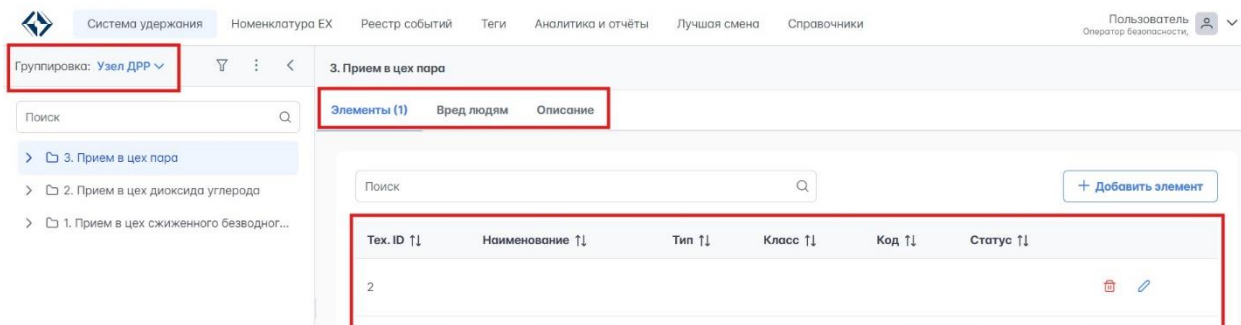 Система удержания Номенклатура EX Реестр событий Теги Аналитика и отчёты Лучшая смена Справочники Пользователь
Оператор безопасности,
Группировка: Узел ДРР
3. Прием в цех пара
Элементы (1) Вред людям Описание
Поиск
3. Прием в цех пара
2. Прием в цех диоксида углерода
1. Прием в цех сжиженного безводног...
Поиск + Добавить элемент
Тех. ID Наименование Тип Класс Код Статус
2